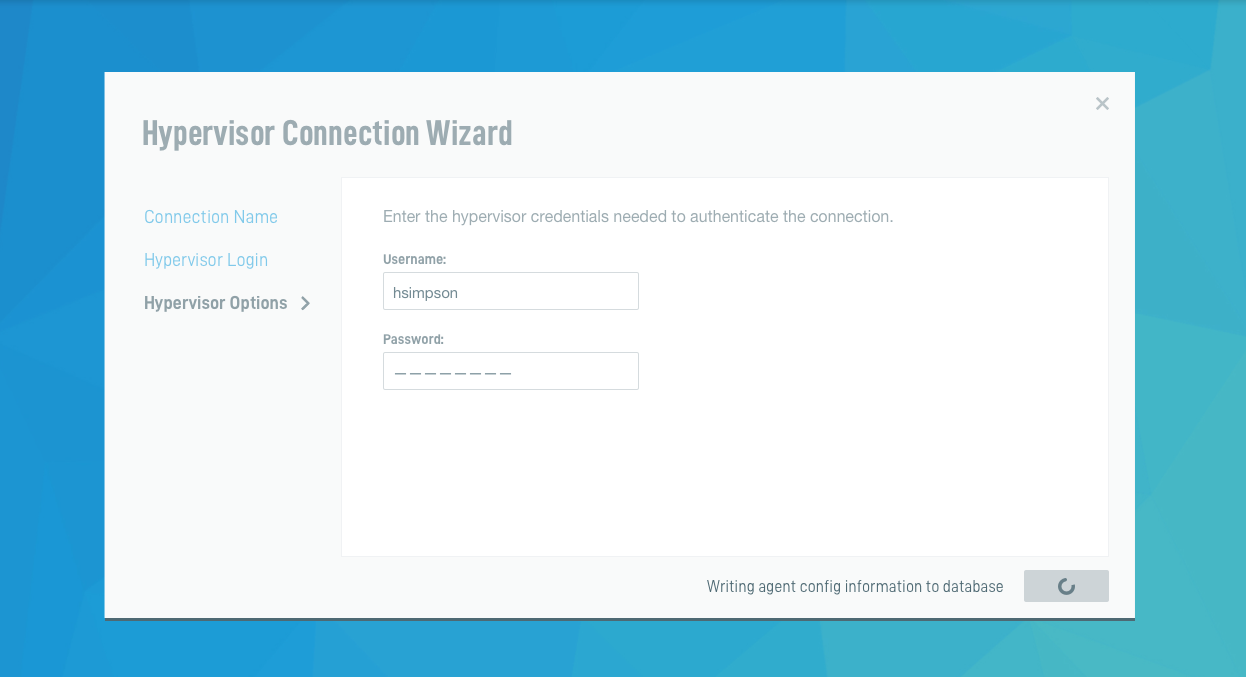 Hypervisor Connection Wizard
Connection Name
Hypervisor Login
Hypervisor Options
Enter the hypervisor credentials needed to authenticate the connection.
Username:
hsimpson
Password:
————————
Writing agent config information to database